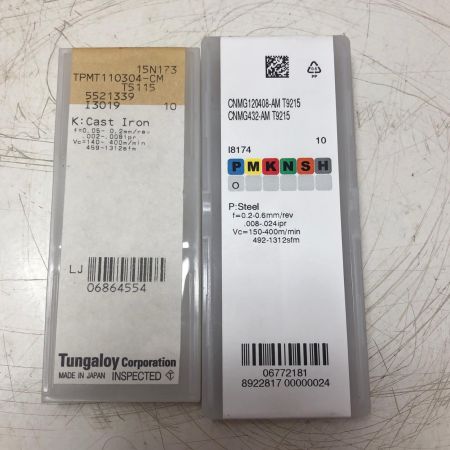 15N173
TPMT110304-CM
T5115
5521339
I3019 10
K:Cast Iron
f=0.05- 0.2mm/rev
.002-.008ipr
Vc=140- 400m/min
459-1312sfm
LJ
06864554
Tungaloy Corporation
MADE IN JAPAN INSPECTED
PP
CNMG120408-AM T9215
CNMG432-AM T9215
I8174 10
P M K N S H
O
P:Steel
f=0.2-0.6mm/rev
.008-.024ipr
Vc=150-400m/min
492-1312sfm
06772181
8922817 00000024